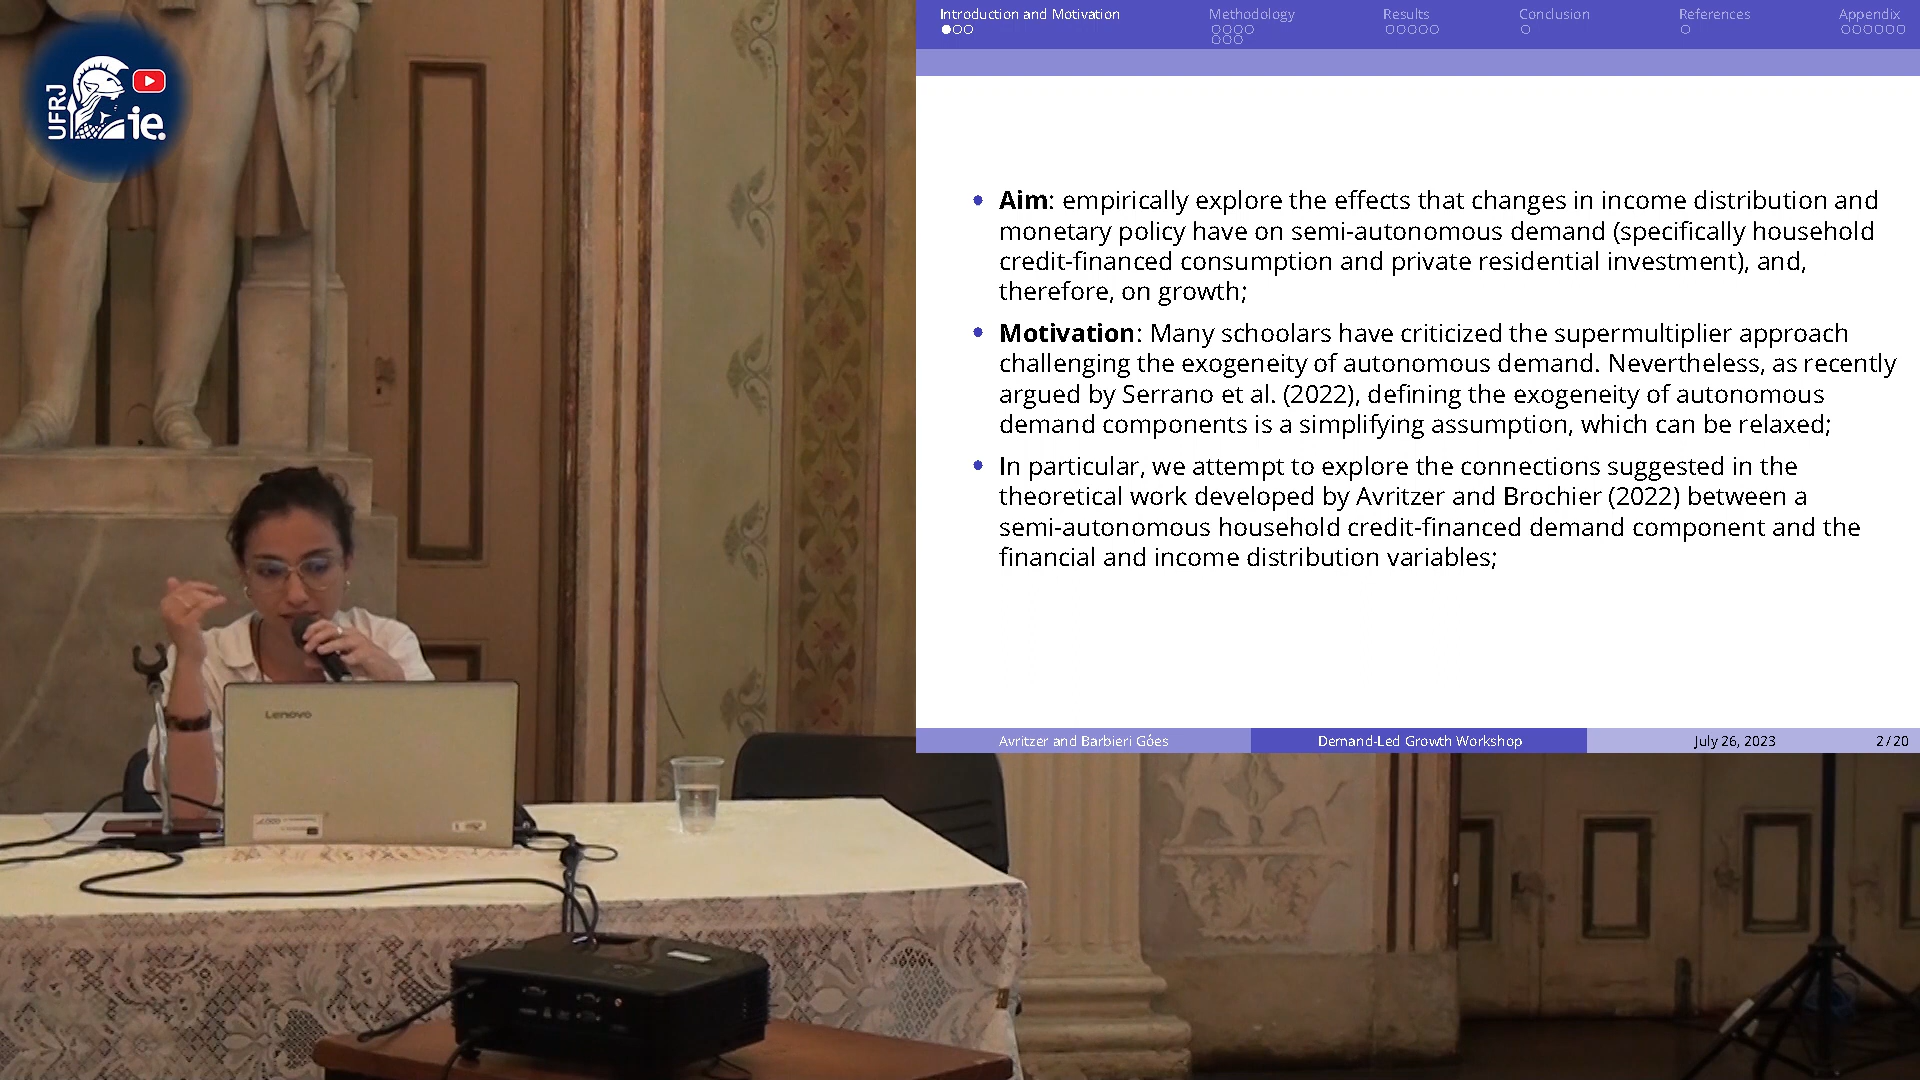 UFRJ
ie.
Introduction and Motivation
Methodology
Results
Conclusion
References
Appendix
• Aim: empirically explore the effects that changes in income distribution and
monetary policy have on semi-autonomous demand (specifically household
credit-financed consumption and private residential investment), and,
therefore, on growth;
• Motivation: Many schoolars have criticized the supermultiplier approach
challenging the exogeneity of autonomous demand. Nevertheless, as recently
argued by Serrano et al. (2022), defining the exogeneity of autonomous
demand components is a simplifying assumption, which can be relaxed;
• In particular, we attempt to explore the connections suggested in the
theoretical work developed by Avritzer and Brochier (2022) between a
semi-autonomous household credit-financed demand component and the
financial and income distribution variables;
Avritzer and Barbieri Góes
Demand-Led Growth Workshop
July 26, 2023
2 / 20
Lenovo